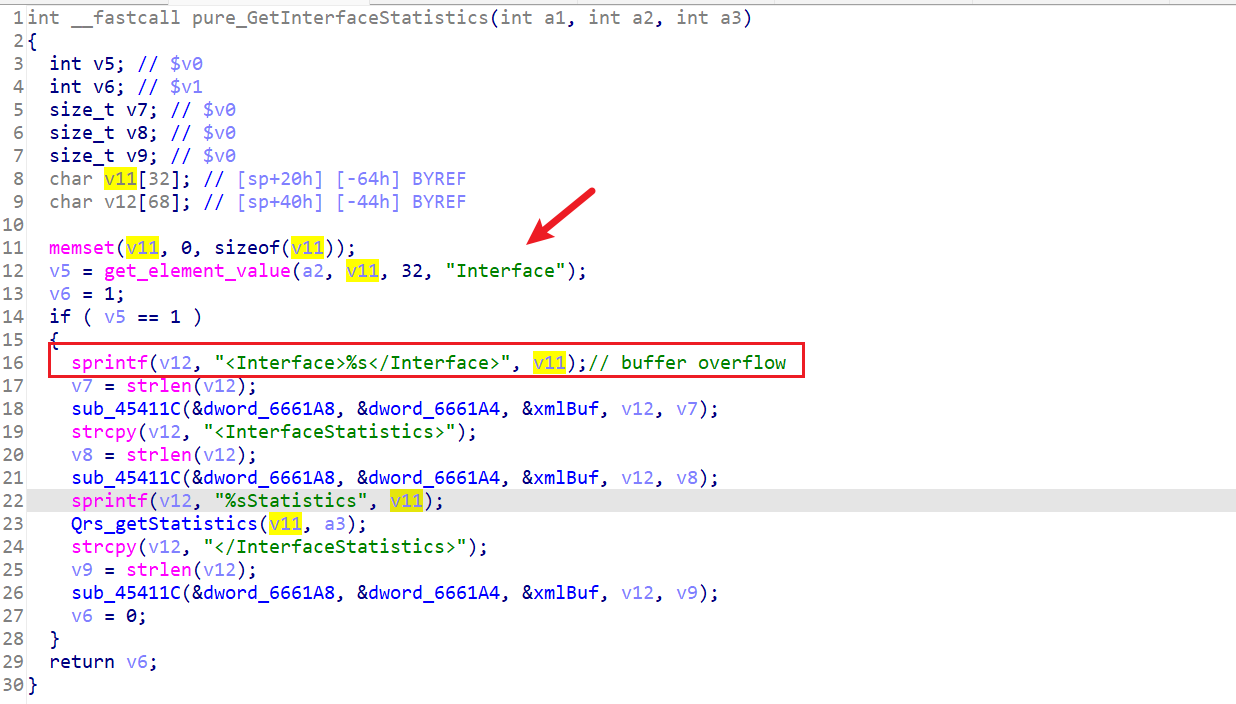 1 int __fastcall pure_GetInterfaceStatistics(int a1, int a2, int a3)
2 {
3 int v5; // $v0
4 int v6; // $v1
5 size_t v7; // $v0
6 size_t v8; // $v0
7 size_t v9; // $v0
8 char v11[32]; // [sp+20h] [-64h] BYREF
9 char v12[68]; // [sp+40h] [-44h] BYREF
10
11 memset(v11, 0, sizeof(v11));
12 v5 = get_element_value(a2, v11, 32, "Interface");
13 v6 = 1;
14 if ( v5 == 1 )
15 {
16 sprintf(v12, "<Interface>%s</Interface>", v11);// buffer overflow
17 v7 = strlen(v12);
18 sub_45411C(&dword_6661A8, &dword_6661A4, &xmlBuf, v12, v7);
19 strcpy(v12, "<InterfaceStatistics>");
20 v8 = strlen(v12);
21 sub_45411C(&dword_6661A8, &dword_6661A4, &xmlBuf, v12, v8);
22 sprintf(v12, "%sStatistics", v11);
23 Qrs_getStatistics(v11, a3);
24 strcpy(v12, "</InterfaceStatistics>");
25 v9 = strlen(v12);
26 sub_45411C(&dword_6661A8, &dword_6661A4, &xmlBuf, v12, v9);
27 v6 = 0;
28 }
29 return v6;
30 }